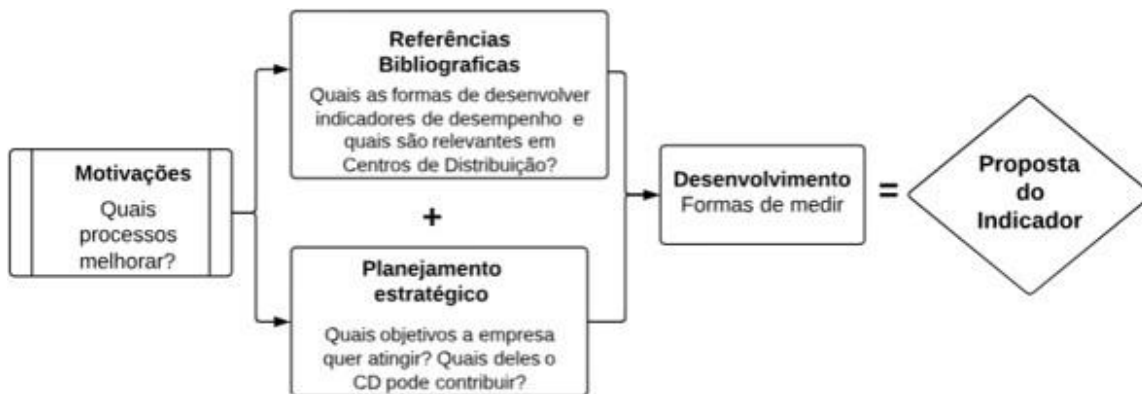 Motivações
Quais
processos
melhorar?
Referências
Bibliograficas
Quais as formas de desenvolver
indicadores de desempenho e
quais são relevantes em
Centros de Distribuição?
+
Planejamento
estratégico
Quais objetivos a empresa
quer atingir? Quais deles o
CD pode contribuir?
Desenvolvimento
Formas de medir
=
Proposta
do
Indicador